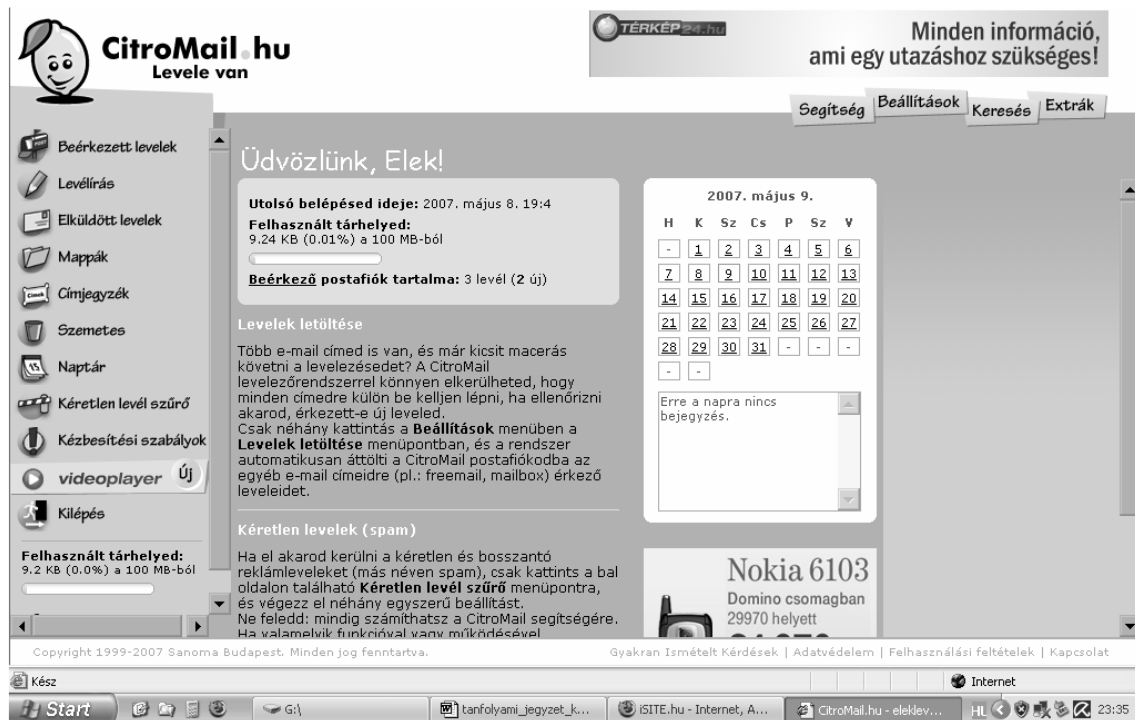 CitroMail.hu
Levele van
TÉRKÉP24.hu
Minden információ,
ami egy utazáshoz szükséges!
Segítség
Beállítások
Keresés
Extrák
Beérkezett levelek
Levélírás
Elküldött levelek
Mappák
Címjegyzék
Szemetes
Naptár
Kéretlen levél szűrő
Kézbesítési szabályok
videoplayer Új
Kilépés
Felhasznált tárhelyed:
9.2 KB (0.0%) a 100 MB-ból
Üdvözlünk, Elek!
Utolsó belépésed ideje: 2007. május 8. 19:4
Felhasznált tárhelyed:
9.24 KB (0.01%) a 100 MB-ból
Beérkező postafiók tartalma: 3 levél (2 új)
Levelek letöltése
Több e-mail címed is van, és már kicsit macerás
követni a levelezésedet? A CitroMail
levelezőrendszerrel könnyen elkerülheted, hogy
minden címedre külön be kelljen lépni, ha ellenőrizni
akarod, érkezett-e új leveled.
Csak néhány kattintás a Beállítások menüben a
Levelek letöltése menüpontban, és a rendszer
automatikusan áttölti a CitroMail postafiókodba az
egyéb e-mail címeidre (pl.: freemail, mailbox) érkező
leveleidet.
Kéretlen levelek (spam)
Ha el akarod kerülni a kéretlen és bosszantó
reklámleveleket (más néven spam), csak kattints a bal
oldalon található Kéretlen levél szűrő menüpontra,
és végezz el néhány egyszerű beállítást.
Ne feledd: mindig számíthatsz a CitroMail segítségére.
Ha valamelyik funkcióval vagy működésével
2007. május 9.
H K Sz Cs P Sz V
- 1 2 3 4 5 6
7 8 9 10 11 12 13
14 15 16 17 18 19 20
21 22 23 24 25 26 27
28 29 30 31 - - -
- -
Erre a napra nincs
bejegyzés.
Nokia 6103
Domino csomagban
29970 helyett
Copyright 1999-2007 Sanoma Budapest. Minden jog fenntartva.
Gyakran Ismételt Kérdések | Adatvédelem | Felhasználási feltételek | Kapcsolat
Kész
Internet
Start
G:\
tanfolyami_jegyzet_k...
iSITE.hu - Internet, A...
CitroMail.hu - eleklev...
HU
23:35